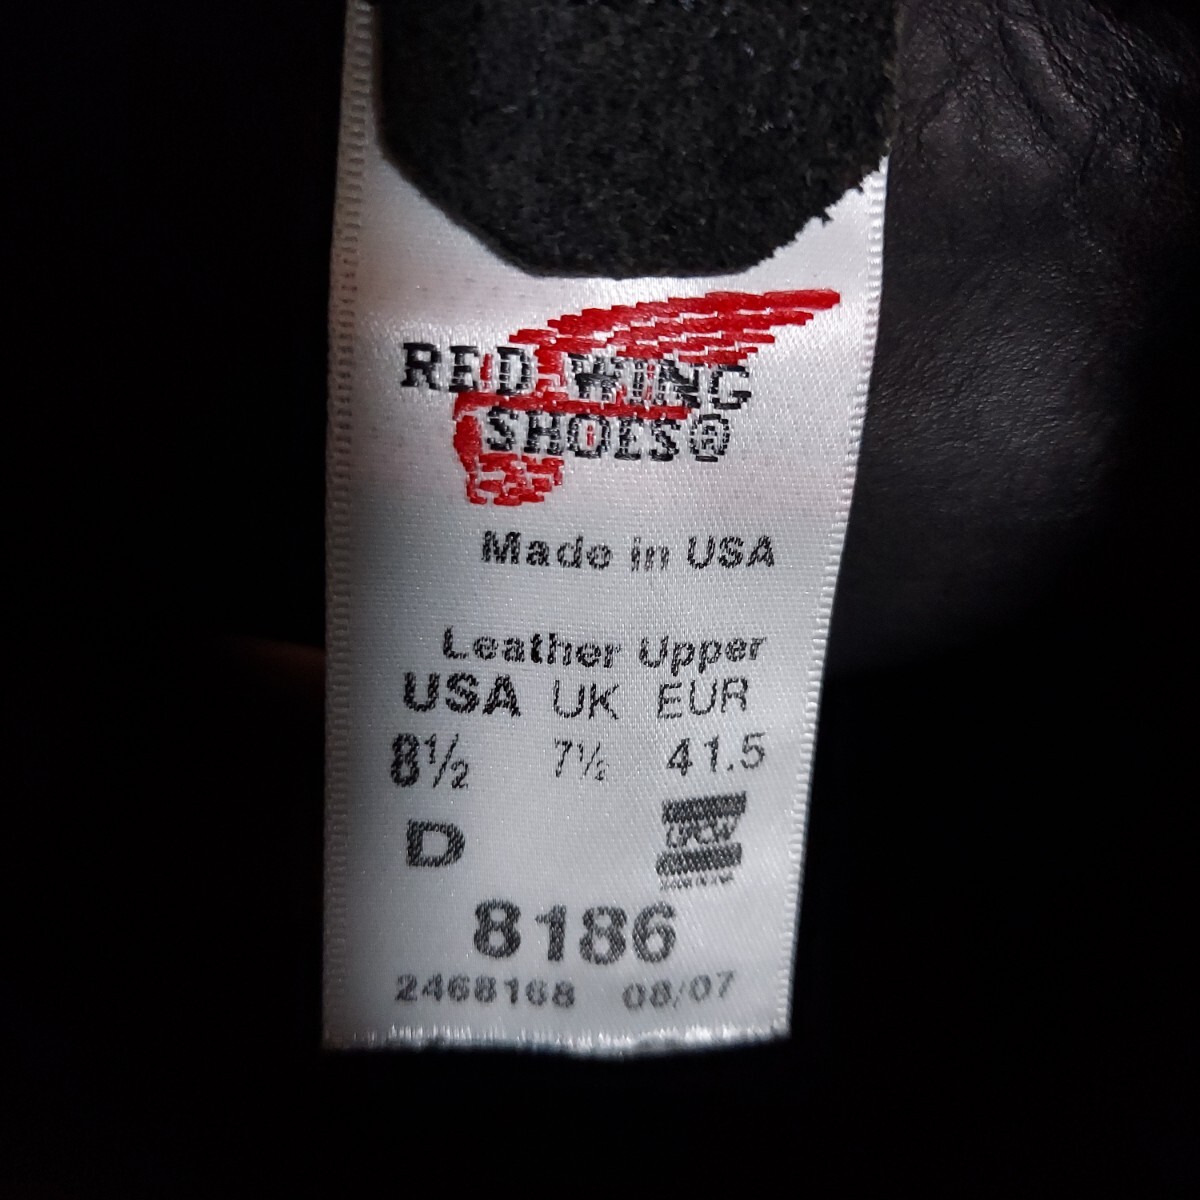 RED WING
SHOES®
Made in USA
Leather Upper
USA UK EUR
8½ 7½ 41.5
D
UFCW
8186
2468168 08/07